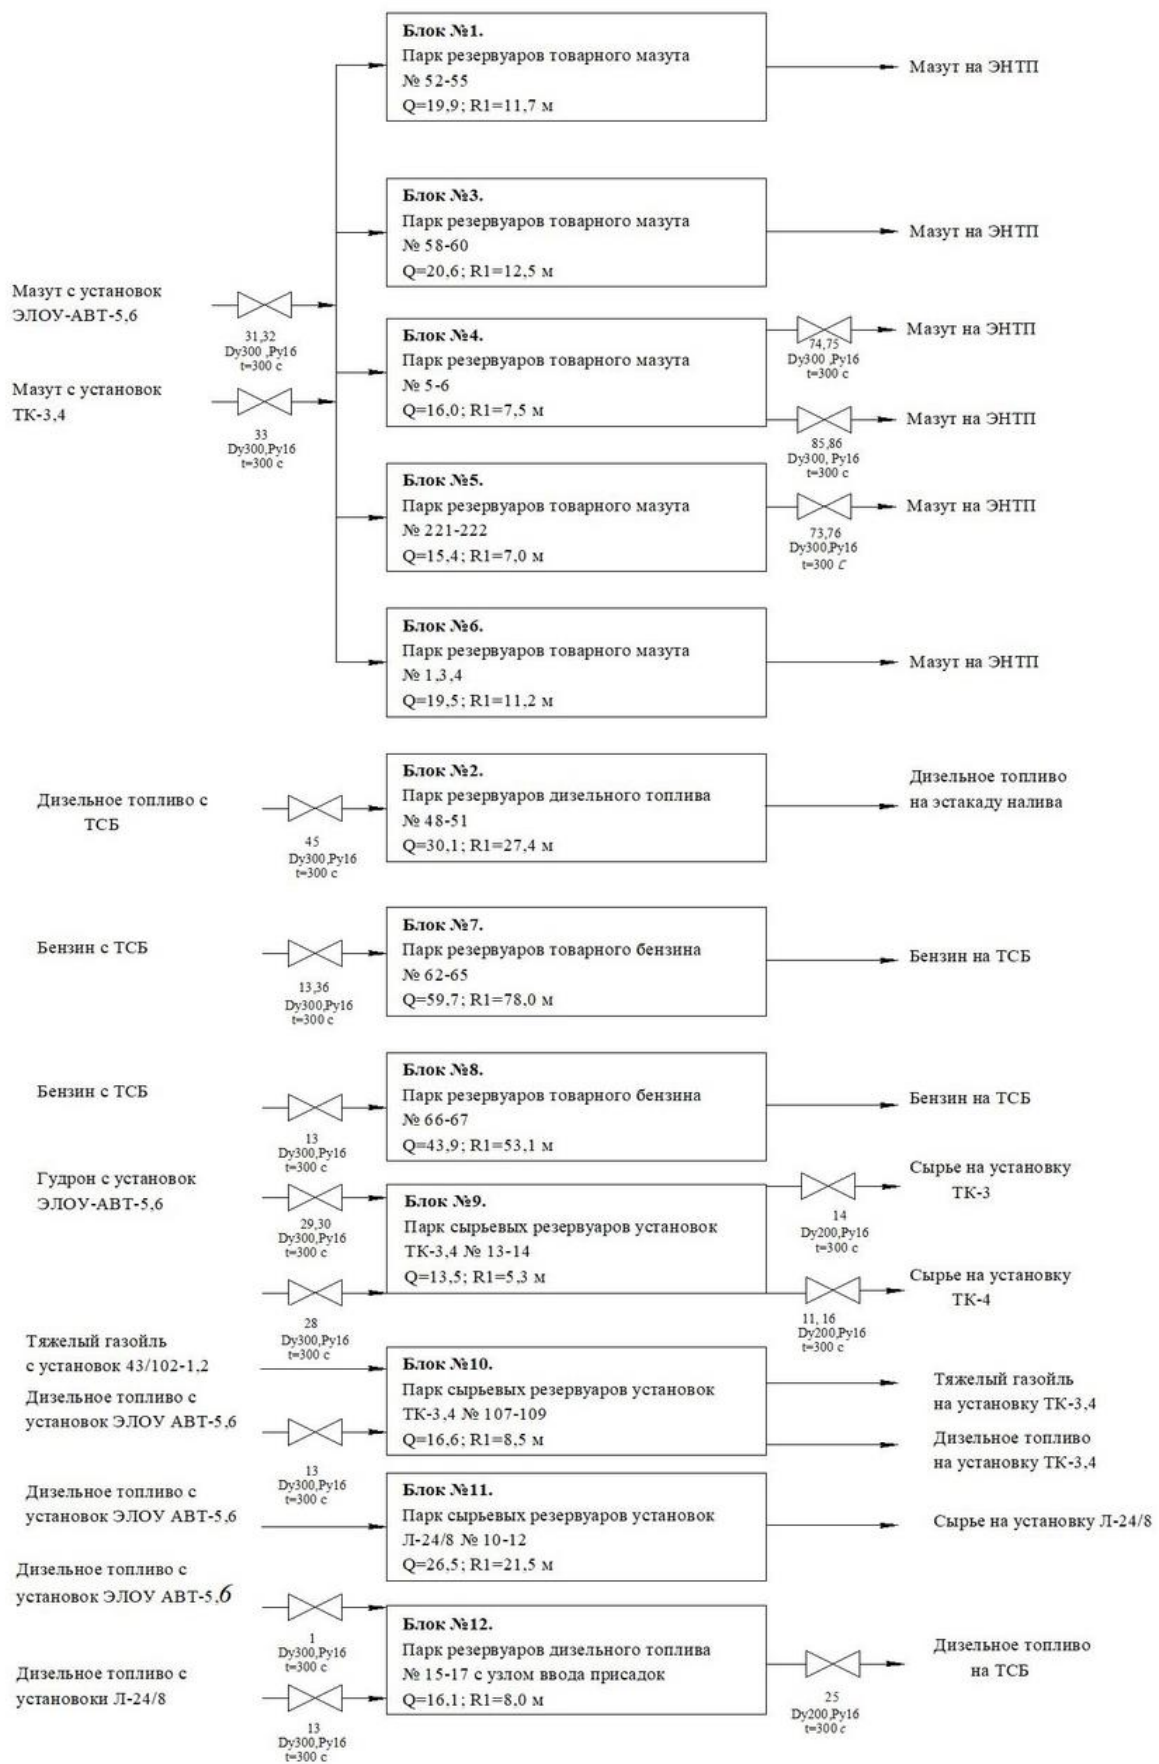 Блок №1.
Парк резервуаров товарного мазута
№ 52-55
Q=19,9; R1=11,7 м
Мазут на ЭНТП
Блок №3.
Парк резервуаров товарного мазута
№ 58-60
Q=20,6; R1=12,5 м
Мазут на ЭНТП
Мазут с установок
ЭЛОУ-АВТ-5,6
31,32
Dy300 ,Py16
t=300 с
Мазут с установок
ТК-3,4
33
Dy300,Py16
t=300 с
Блок №4.
Парк резервуаров товарного мазута
№ 5-6
Q=16,0; R1=7,5 м
74,75
Dy300 ,Py16
t=300 с
Мазут на ЭНТП
85,86
Dy300, Py16
t=300 с
Мазут на ЭНТП
Блок №5.
Парк резервуаров товарного мазута
№ 221-222
Q=15,4; R1=7,0 м
73,76
Dy300,Py16
t=300 С
Мазут на ЭНТП
Блок №6.
Парк резервуаров товарного мазута
№ 1,3,4
Q=19,5; R1=11,2 м
Мазут на ЭНТП
Дизельное топливо с
ТСБ
45
Dy300,Py16
t=300 с
Блок №2.
Парк резервуаров дизельного топлива
№ 48-51
Q=30,1; R1=27,4 м
Дизельное топливо
на эстакаду налива
Бензин с ТСБ
13,36
Dy300,Py16
t=300 с
Блок №7.
Парк резервуаров товарного бензина
№ 62-65
Q=59,7; R1=78,0 м
Бензин на ТСБ
Бензин с ТСБ
13
Dy300,Py16
t=300 с
Блок №8.
Парк резервуаров товарного бензина
№ 66-67
Q=43,9; R1=53,1 м
Бензин на ТСБ
Гудрон с установок
ЭЛОУ-АВТ-5,6
29,30
Dy300,Py16
t=300 с
28
Dy300,Py16
t=300 с
Блок №9.
Парк сырьевых резервуаров установок
ТК-3,4 № 13-14
Q=13,5; R1=5,3 м
Сырье на установку
ТК-3
14
Dy200,Py16
t=300 с
Сырье на установку
ТК-4
11, 16
Dy200,Py16
t=300 с
Тяжелый газойль
с установок 43/102-1,2
Дизельное топливо с
установок ЭЛОУ АВТ-5,6
13
Dy300,Py16
t=300 с
Блок №10.
Парк сырьевых резервуаров установок
ТК-3,4 № 107-109
Q=16,6; R1=8,5 м
Тяжелый газойль
на установку ТК-3,4
Дизельное топливо
на установку ТК-3,4
Дизельное топливо с
установок ЭЛОУ АВТ-5,6
Блок №11.
Парк сырьевых резервуаров установок
Л-24/8 № 10-12
Q=26,5; R1=21,5 м
Сырье на установку Л-24/8
Дизельное топливо с
установок ЭЛОУ АВТ-5,6
1
Dy300,Py16
t=300 с
Дизельное топливо с
установоки Л-24/8
13
Dy300,Py16
t=300 с
Блок №12.
Парк резервуаров дизельного топлива
№ 15-17 с узлом ввода присадок
Q=16,1; R1=8,0 м
25
Dy200,Py16
t=300 с
Дизельное топливо
на ТСБ